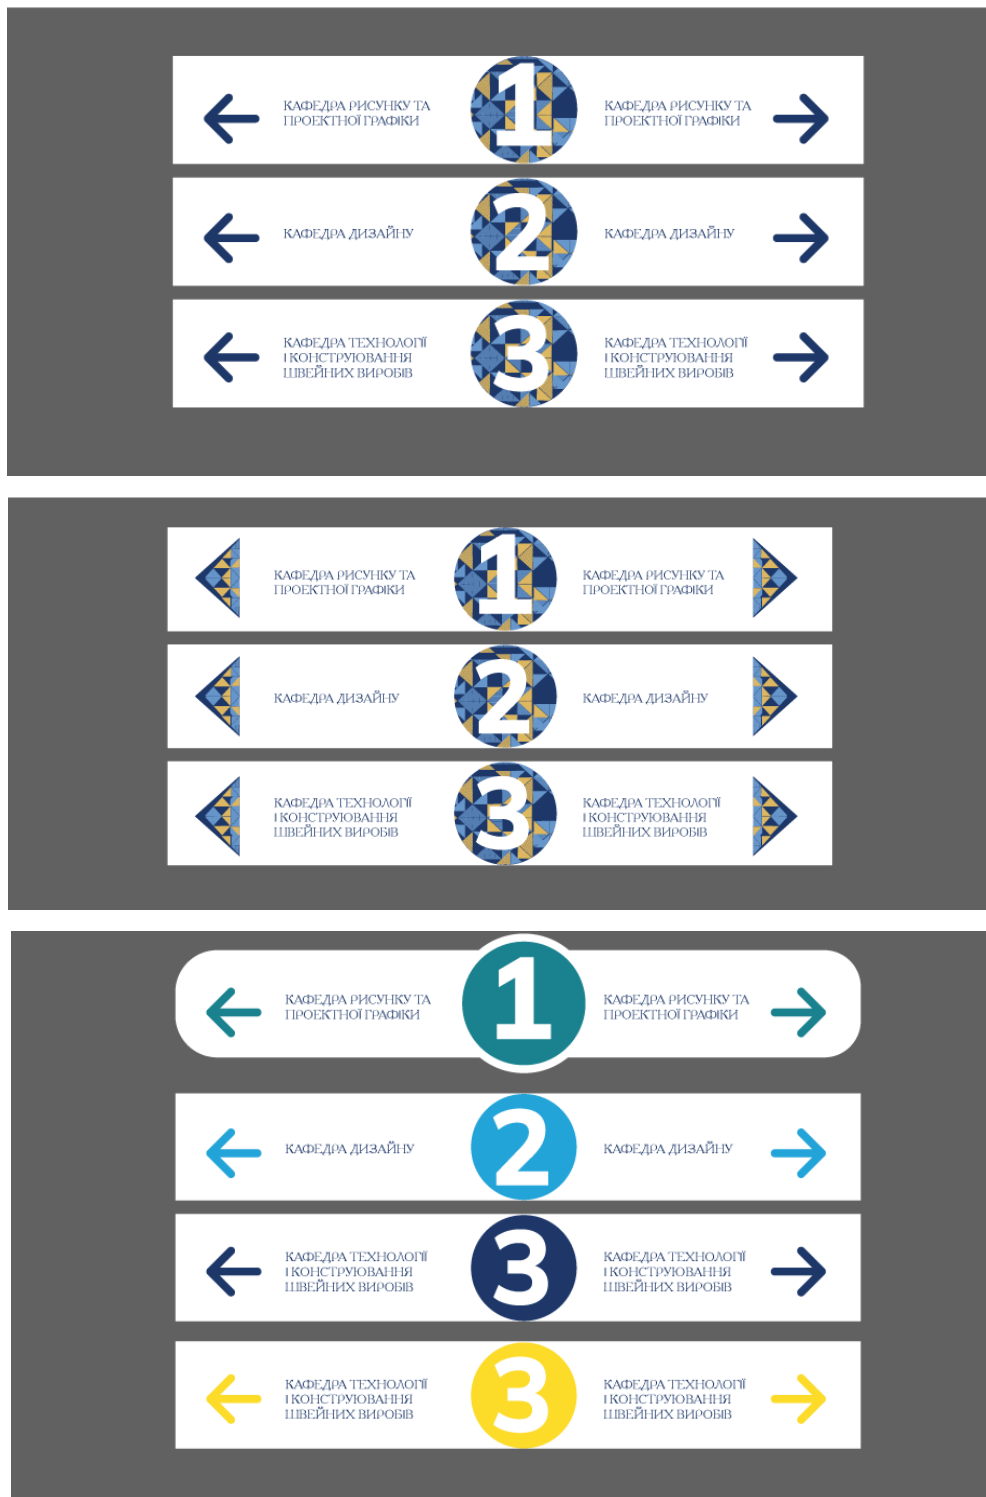 КАФЕДРА РИСУНКУ ТА
ПРОЕКТНОЇ ГРАФІКИ
1
КАФЕДРА РИСУНКУ ТА
ПРОЕКТНОЇ ГРАФІКИ
КАФЕДРА ДИЗАЙНУ
2
КАФЕДРА ДИЗАЙНУ
КАФЕДРА ТЕХНОЛОГІЇ
І КОНСТРУЮВАННЯ
ШВЕЙНИХ ВИРОБІВ
3
КАФЕДРА ТЕХНОЛОГІЇ
І КОНСТРУЮВАННЯ
ШВЕЙНИХ ВИРОБІВ
КАФЕДРА РИСУНКУ ТА
ПРОЕКТНОЇ ГРАФІКИ
1
КАФЕДРА РИСУНКУ ТА
ПРОЕКТНОЇ ГРАФІКИ
КАФЕДРА ДИЗАЙНУ
2
КАФЕДРА ДИЗАЙНУ
КАФЕДРА ТЕХНОЛОГІЇ
І КОНСТРУЮВАННЯ
ШВЕЙНИХ ВИРОБІВ
3
КАФЕДРА ТЕХНОЛОГІЇ
І КОНСТРУЮВАННЯ
ШВЕЙНИХ ВИРОБІВ
КАФЕДРА РИСУНКУ ТА
ПРОЕКТНОЇ ГРАФІКИ
1
КАФЕДРА РИСУНКУ ТА
ПРОЕКТНОЇ ГРАФІКИ
КАФЕДРА ДИЗАЙНУ
2
КАФЕДРА ДИЗАЙНУ
КАФЕДРА ТЕХНОЛОГІЇ
І КОНСТРУЮВАННЯ
ШВЕЙНИХ ВИРОБІВ
3
КАФЕДРА ТЕХНОЛОГІЇ
І КОНСТРУЮВАННЯ
ШВЕЙНИХ ВИРОБІВ
КАФЕДРА ТЕХНОЛОГІЇ
І КОНСТРУЮВАННЯ
ШВЕЙНИХ ВИРОБІВ
3
КАФЕДРА ТЕХНОЛОГІЇ
І КОНСТРУЮВАННЯ
ШВЕЙНИХ ВИРОБІВ